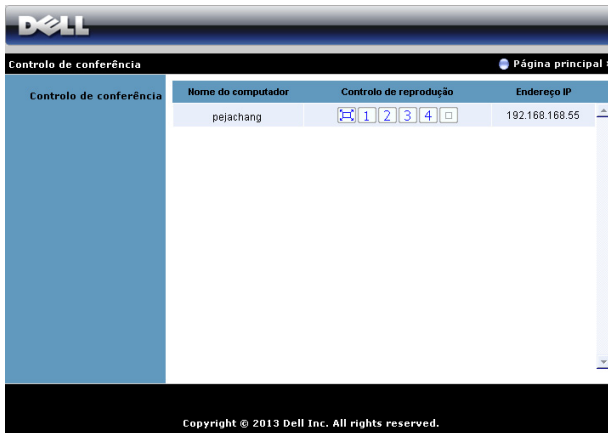 DELL
Controlo de conferência
Página principal
Controlo de conferência
Nome do computador Controlo de reprodução Endereço IP
pejachang 1 2 3 4 192.168.168.55
Copyright © 2013 Dell Inc. All rights reserved.